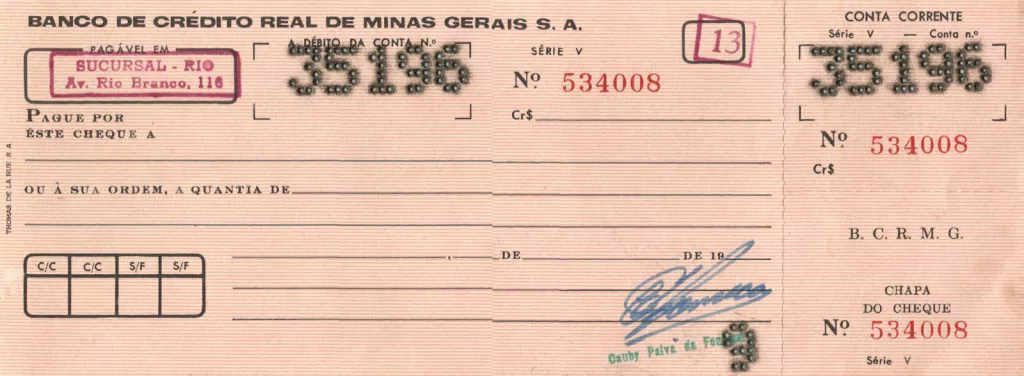 BANCO DE CRÉDITO REAL DE MINAS GERAIS S. A.
PAGÁVEL EM
SUCURSAL - RIO
Av. Rio Branco, 116
A DÉBITO DA CONTA N.º
35196
SÉRIE V
Nº 534008
13
Cr$
PAGUE POR
ÊSTE CHEQUE A
OU À SUA ORDEM, A QUANTIA DE
C/C C/C S/F S/F
DE DE 19
Cauby Paiva da
9
THOMAS DE LA RUE S. A.
CONTA CORRENTE
Série V — Conta n.º
35196
Nº 534008
Cr$
B. C. R. M. G.
CHAPA
DO CHEQUE
Nº 534008
Série V